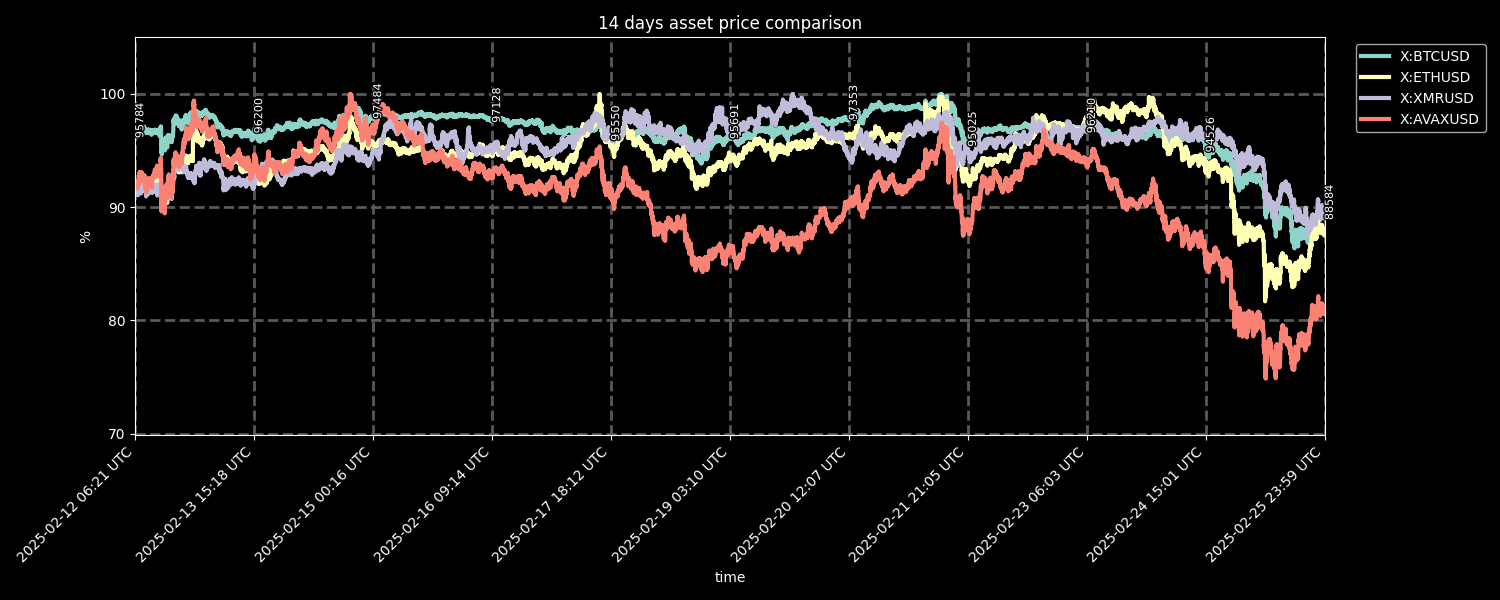 14 days asset price comparison
X:BTCUSD
X:ETHUSD
X:XMRUSD
X:AVAXUSD
100
90
80
70
%
95784
96200
97484
97128
95550
95691
97353
95025
96210
94526
88584
2025-02-12 06:21 UTC
2025-02-13 15:18 UTC
2025-02-15 00:16 UTC
2025-02-16 09:14 UTC
2025-02-17 18:12 UTC
2025-02-19 03:10 UTC
2025-02-20 12:07 UTC
2025-02-21 21:05 UTC
2025-02-23 06:03 UTC
2025-02-24 15:01 UTC
2025-02-25 23:59 UTC
time